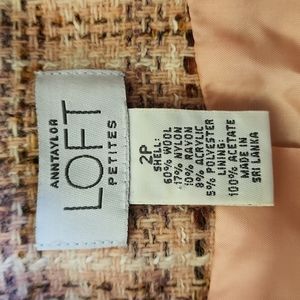 ANNTAYLOR
LOFT
PETITES
2P
SHELL:
60% WOOL
17% NYLON
10% RAYON
8% ACRYLIC
5% POLYESTER
LINING:
100% ACETATE
MADE IN
SRI LANKA